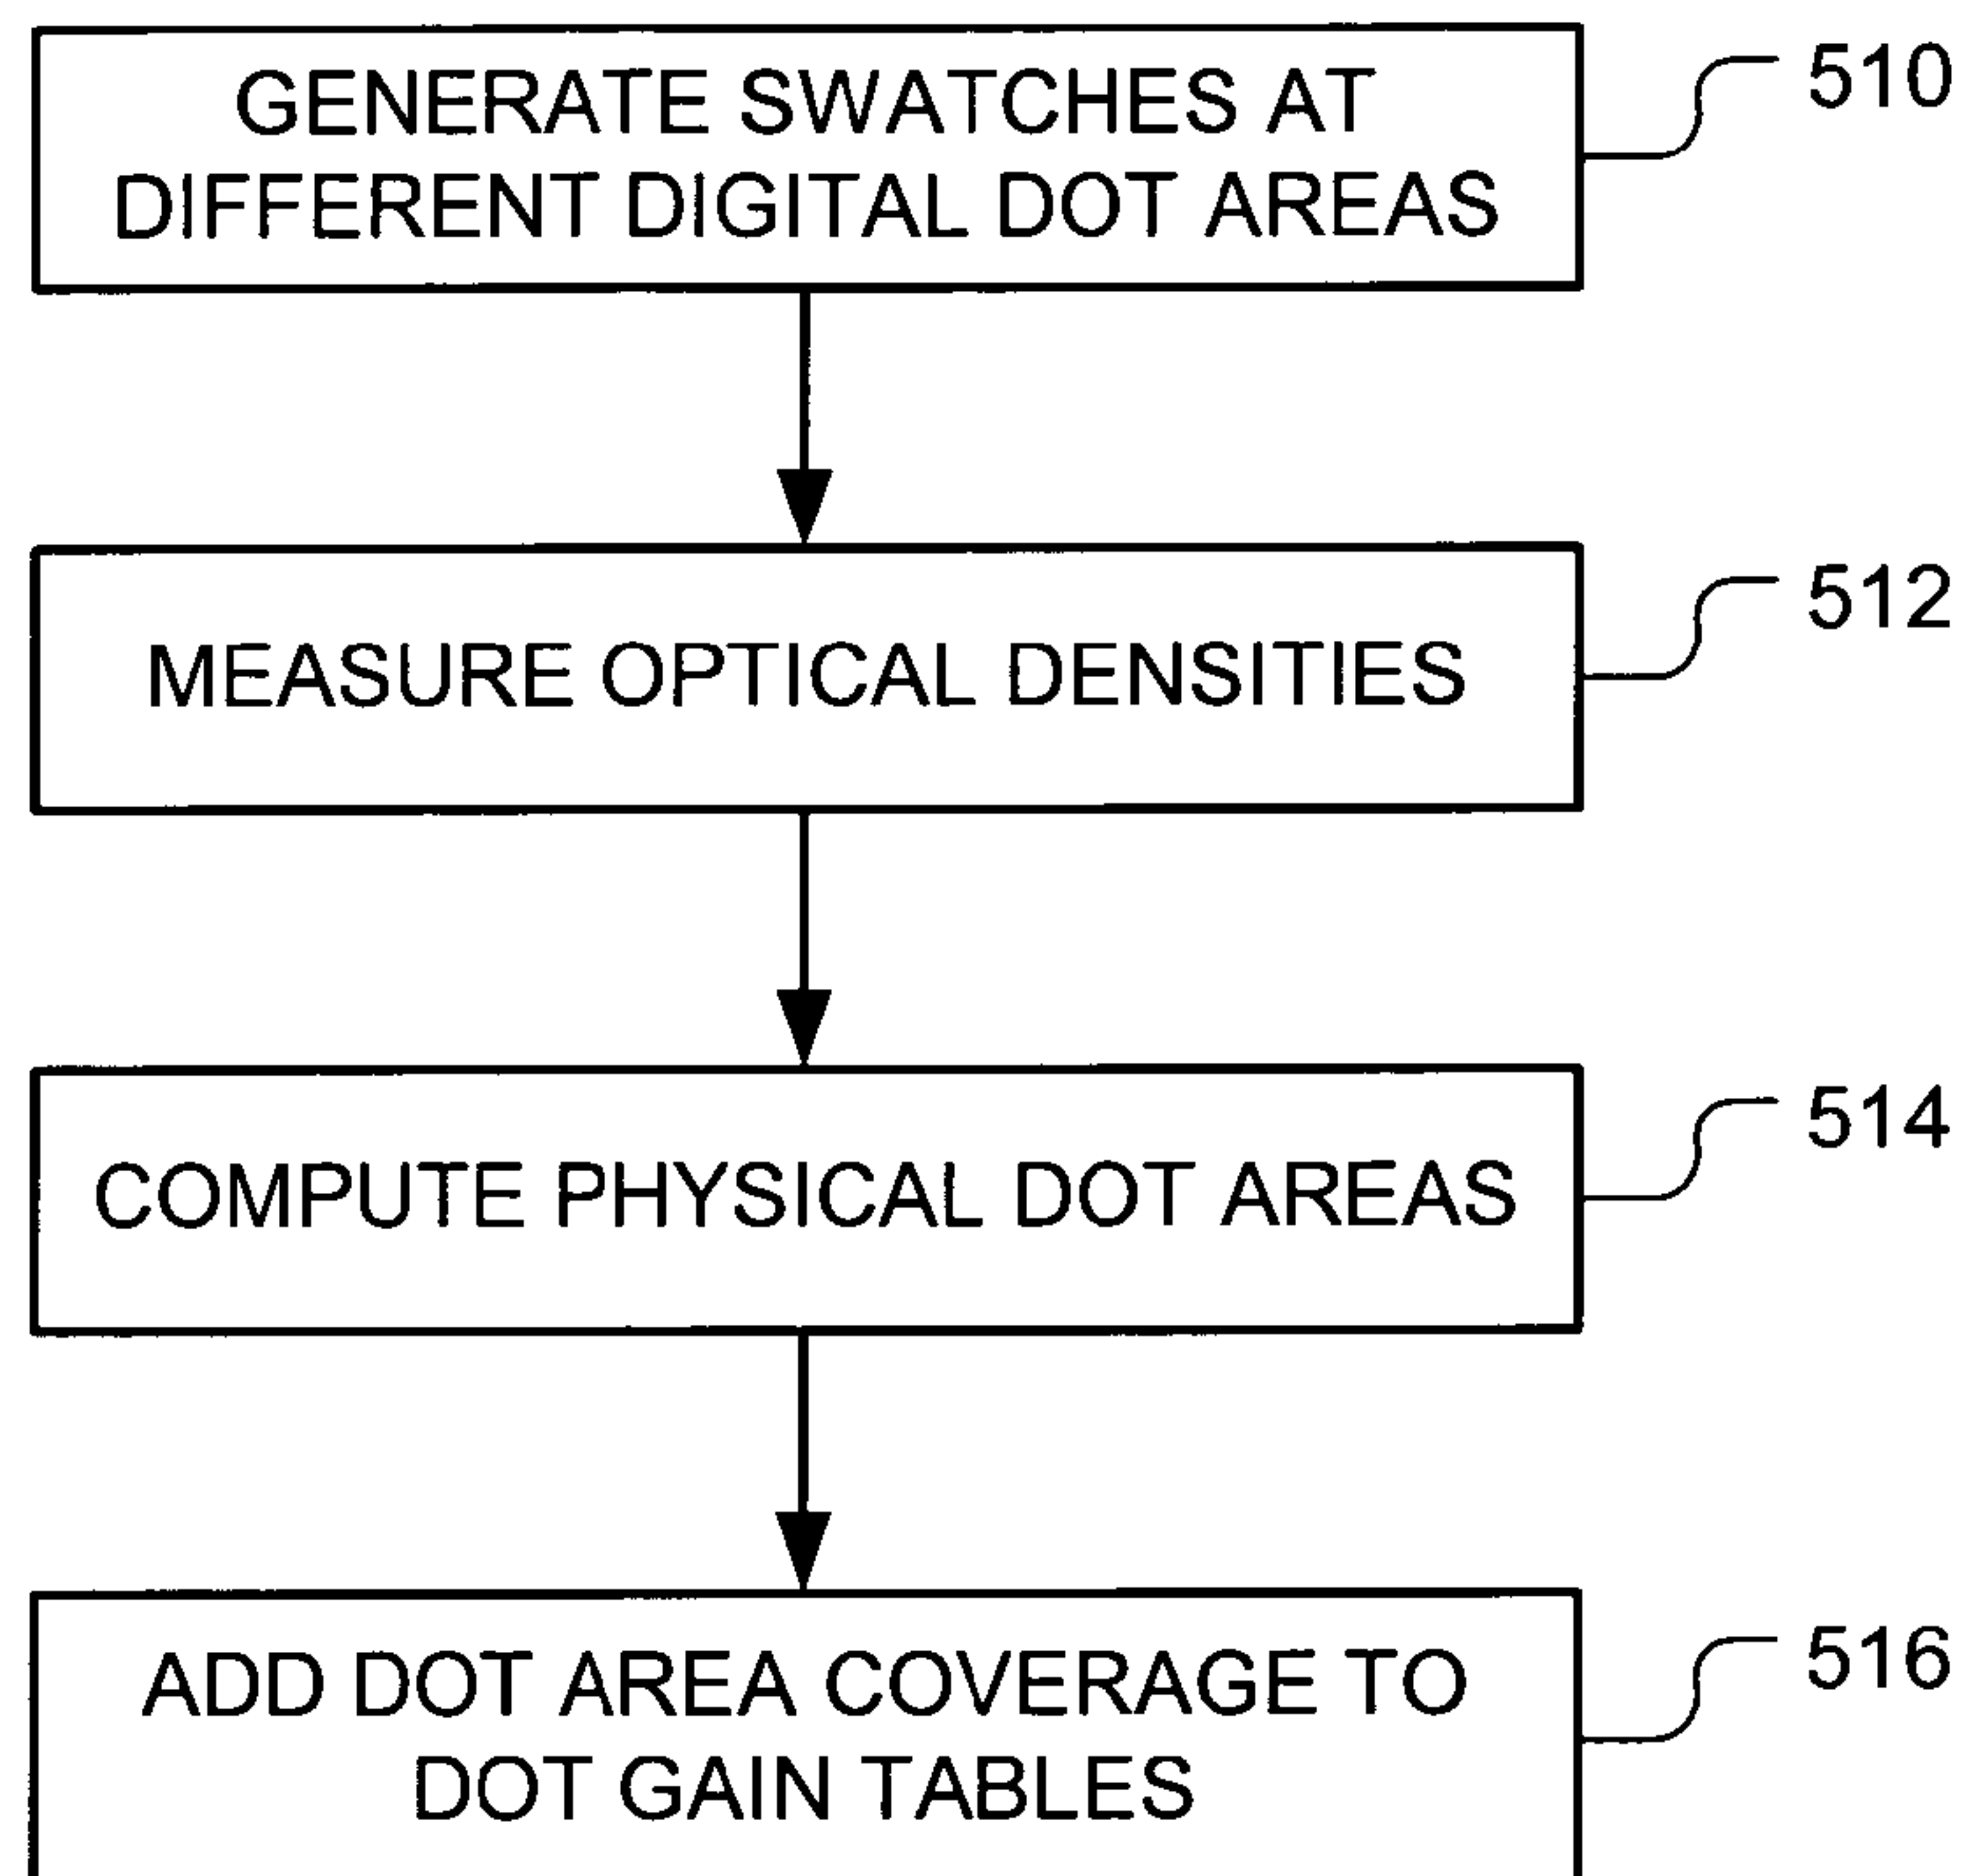 GENERATE SWATCHES AT
DIFFERENT DIGITAL DOT AREAS
510
MEASURE OPTICAL DENSITIES
512
COMPUTE PHYSICAL DOT AREAS
514
ADD DOT AREA COVERAGE TO
DOT GAIN TABLES
516